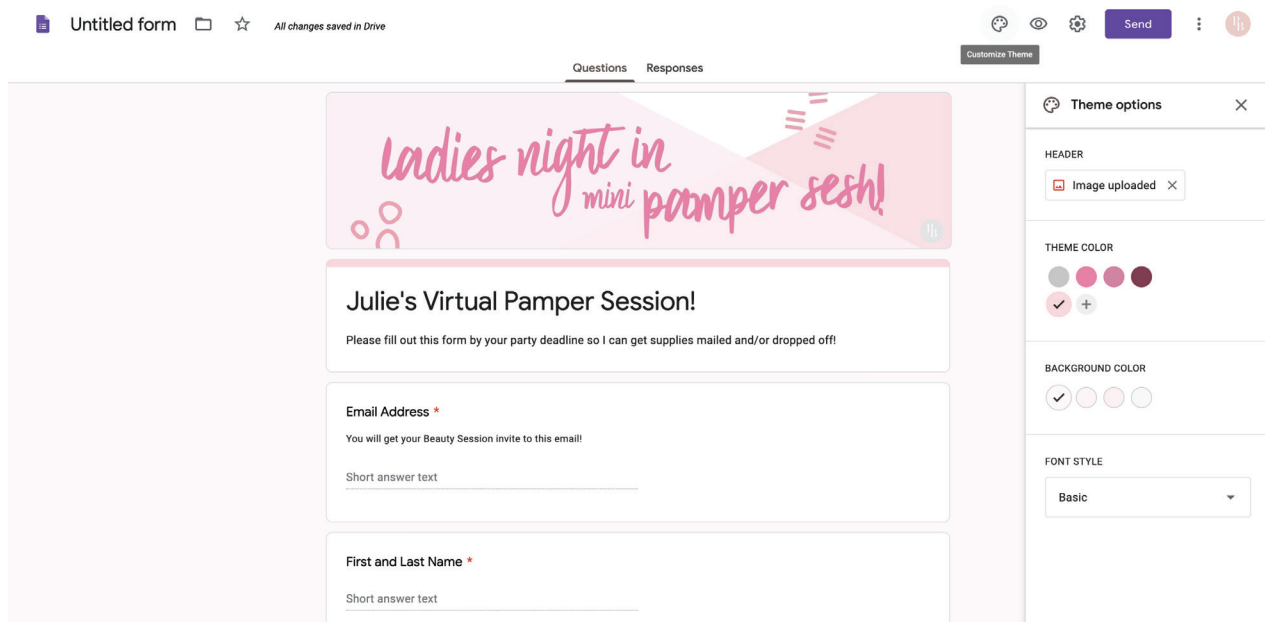 Untitled form
All changes saved in Drive
Send
Customize Theme
Questions Responses
ladies night in
mini pamper sesh!
Theme options
HEADER
Image uploaded
THEME COLOR
BACKGROUND COLOR
FONT STYLE
Basic
Julie's Virtual Pamper Session!
Please fill out this form by your party deadline so I can get supplies mailed and/or dropped off!
Email Address *
You will get your Beauty Session invite to this email!
Short answer text
First and Last Name *
Short answer text